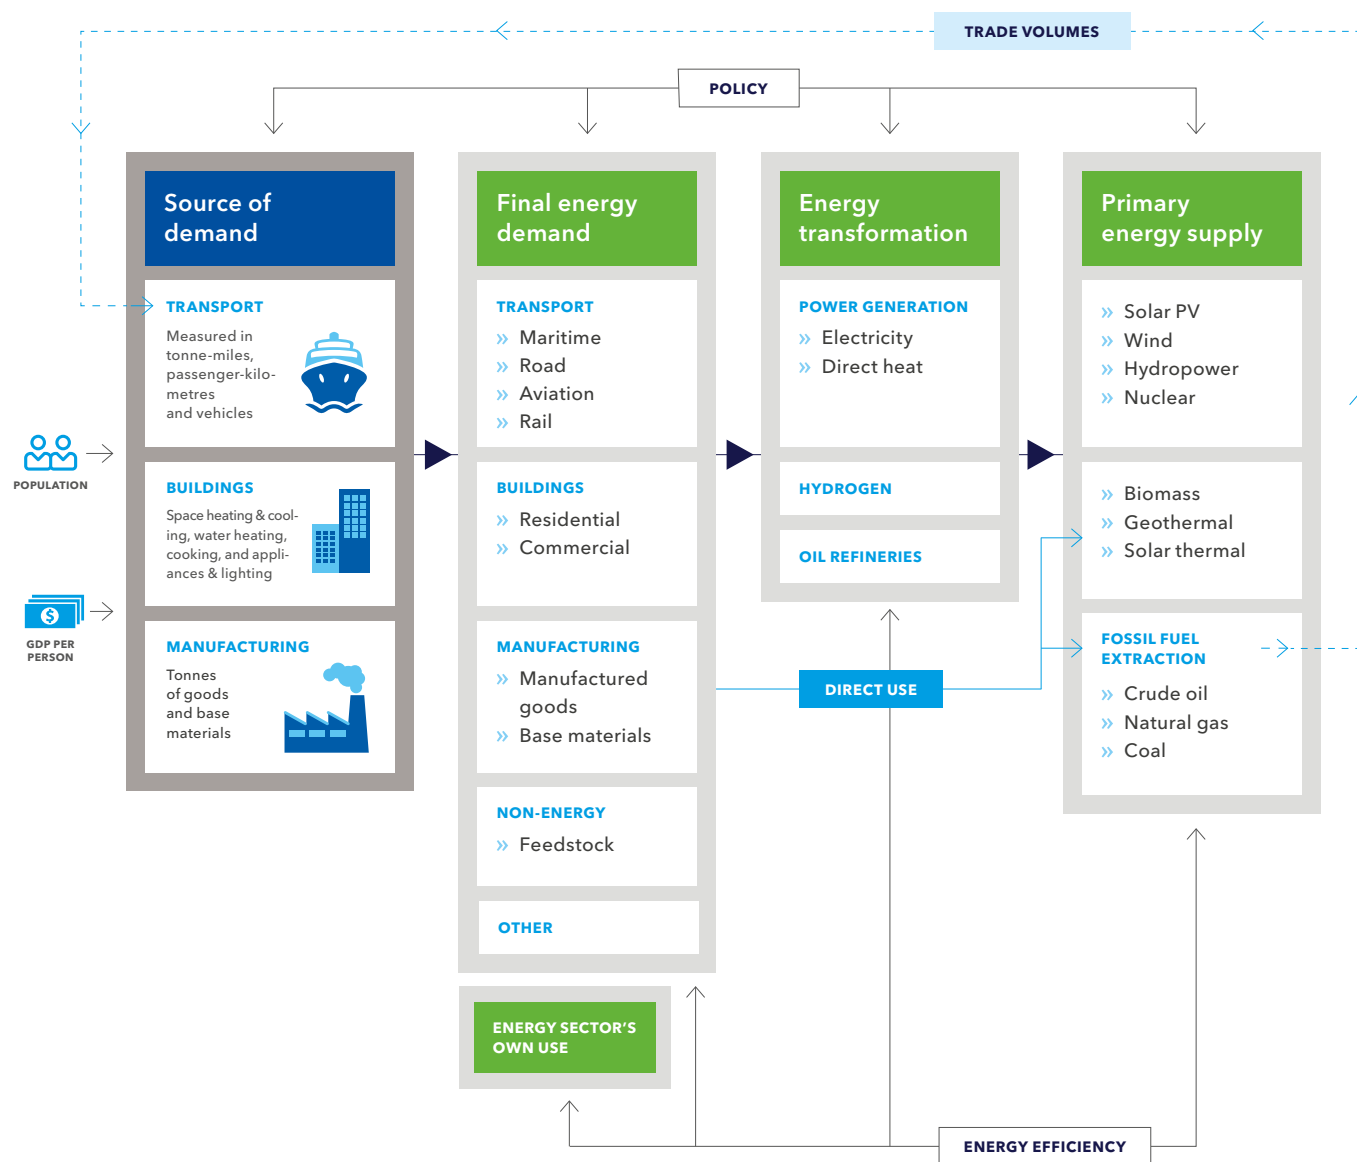 TRADE VOLUMES
POLICY
Source of
demand
TRANSPORT
Measured in
tonne-miles,
passenger-kilo-
metres
and vehicles
BUILDINGS
Space heating & cool-
ing, water heating,
cooking, and appli-
ances & lighting
MANUFACTURING
Tonnes
of goods
and base
materials
POPULATION
$
GDP PER
PERSON
Final energy
demand
TRANSPORT
» Maritime
» Road
» Aviation
» Rail
BUILDINGS
» Residential
» Commercial
MANUFACTURING
» Manufactured
goods
» Base materials
NON-ENERGY
» Feedstock
OTHER
ENERGY SECTOR'S
OWN USE
Energy
transformation
POWER GENERATION
» Electricity
» Direct heat
HYDROGEN
OIL REFINERIES
DIRECT USE
Primary
energy supply
» Solar PV
» Wind
» Hydropower
» Nuclear
» Biomass
» Geothermal
» Solar thermal
FOSSIL FUEL
EXTRACTION
» Crude oil
» Natural gas
» Coal
ENERGY EFFICIENCY